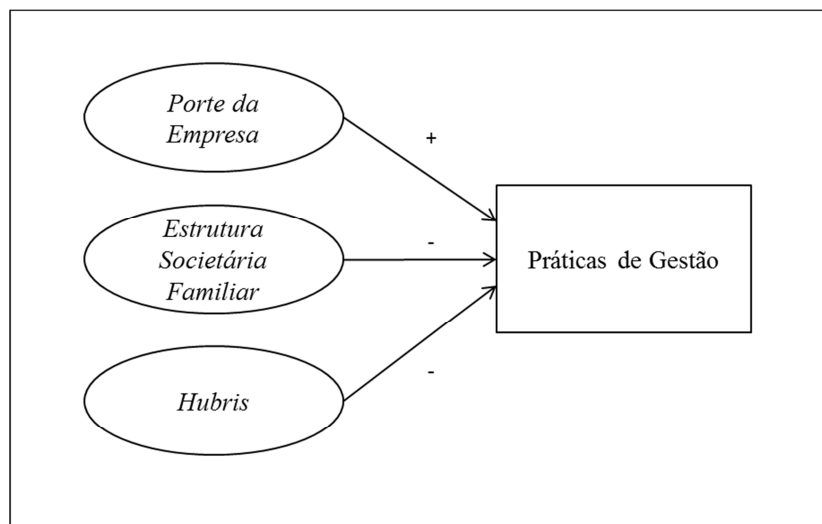 Porte da
Empresa
+
Estrutura
Societária
Familiar
-
Práticas de Gestão
Hubris
-